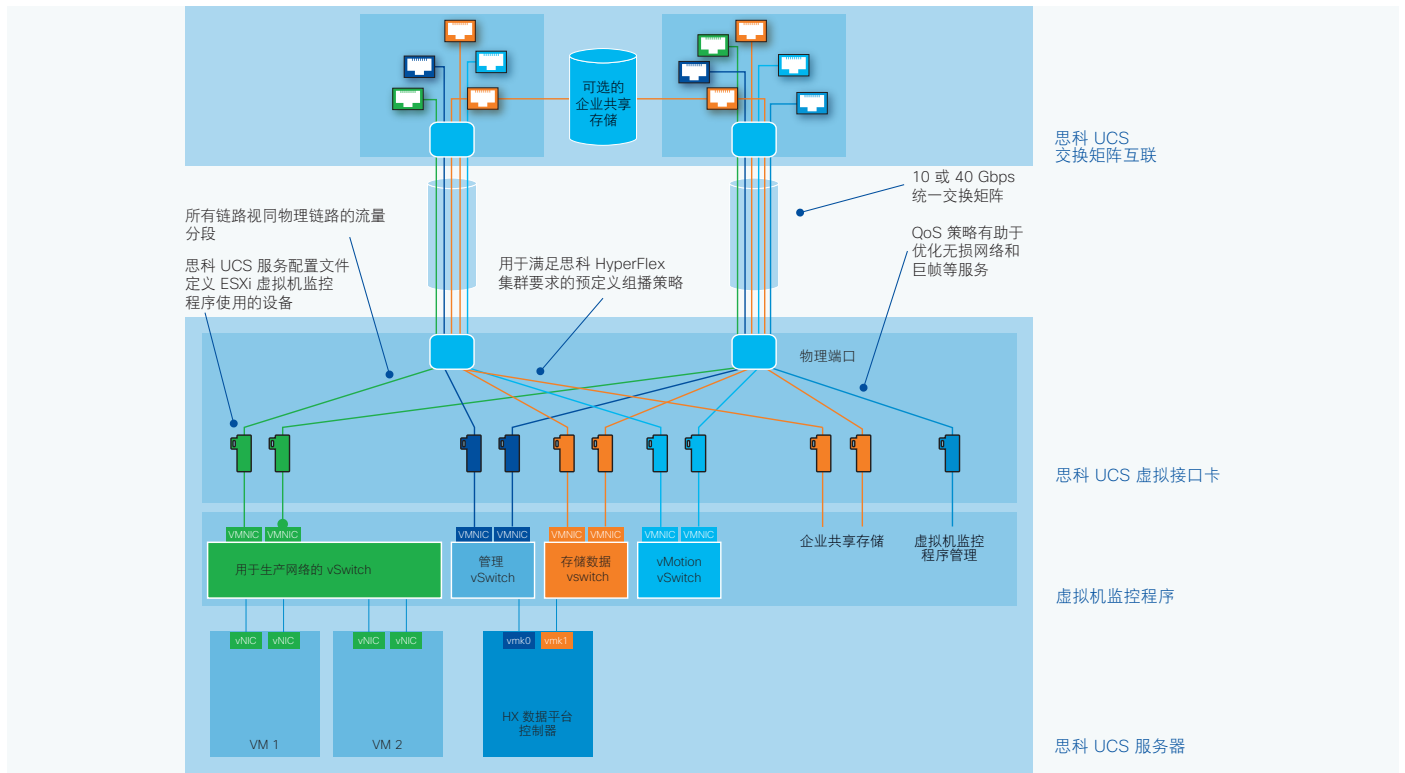 可选的
企业共享
存储
思科 UCS
交换矩阵互联
10 或 40 Gbps
统一交换矩阵
所有链路视同物理链路的流量
分段
QoS 策略有助于
优化无损网络和
巨帧等服务
思科 UCS 服务配置文件
定义 ESXi 虚拟机监控
程序使用的设备
用于满足思科 HyperFlex
集群要求的预定义组播策略
物理端口
思科 UCS 虚拟接口卡
VMNIC VMNIC VMNIC VMNIC VMNIC VMNIC VMNIC VMNIC
用于生产网络的 vSwitch
管理
vSwitch
存储数据
vswitch
vMotion
vSwitch
企业共享存储
虚拟机监控
程序管理
虚拟机监控程序
vNIC vNIC vNIC vNIC vmk0 vmk1
VM 1
VM 2
HX 数据平台
控制器
思科 UCS 服务器